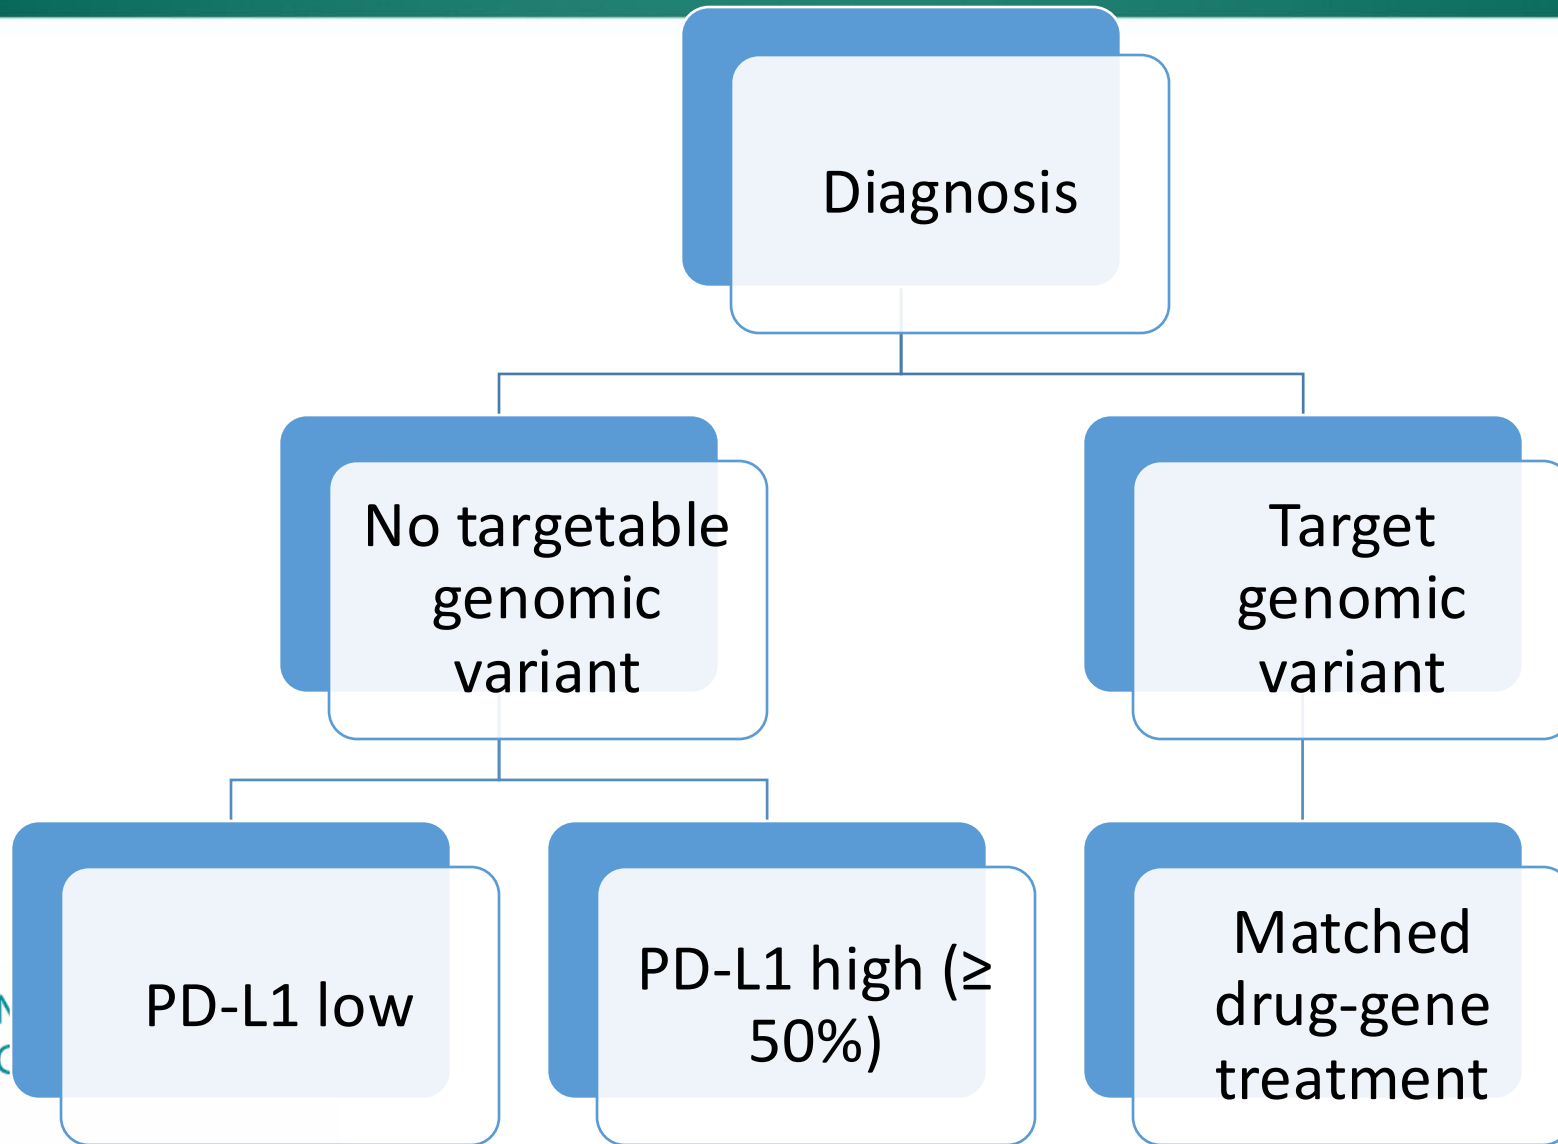 Diagnosis
No targetable
genomic
variant
Target
genomic
variant
PD-L1 low
PD-L1 high (≥
50%)
Matched
drug-gene
treatment